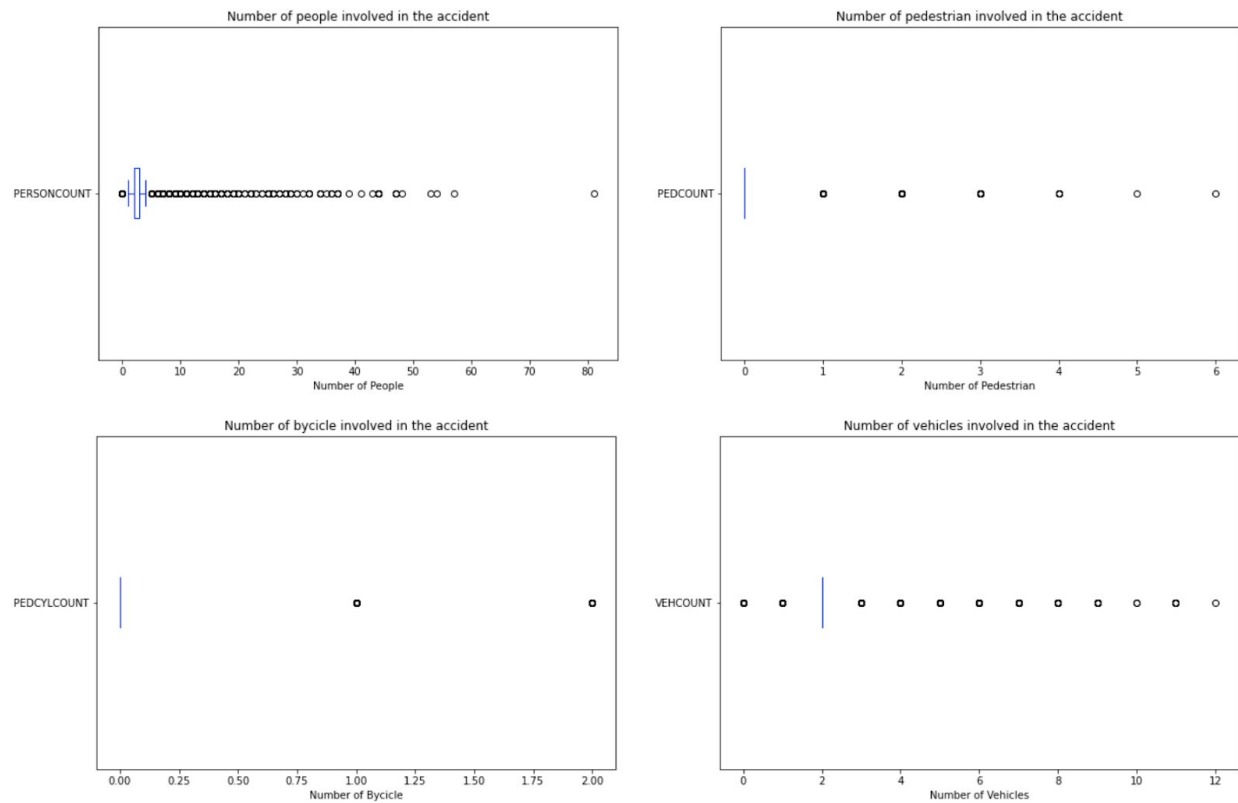 Number of people involved in the accident
PERSONCOUNT
0 10 20 30 40 50 60 70 80
Number of People
Number of pedestrian involved in the accident
PEDCOUNT
0 1 2 3 4 5 6
Number of Pedestrian
Number of bycicle involved in the accident
PEDCYLCOUNT
0.00 0.25 0.50 0.75 1.00 1.25 1.50 1.75 2.00
Number of Bycicle
Number of vehicles involved in the accident
VEHCOUNT
0 2 4 6 8 10 12
Number of Vehicles